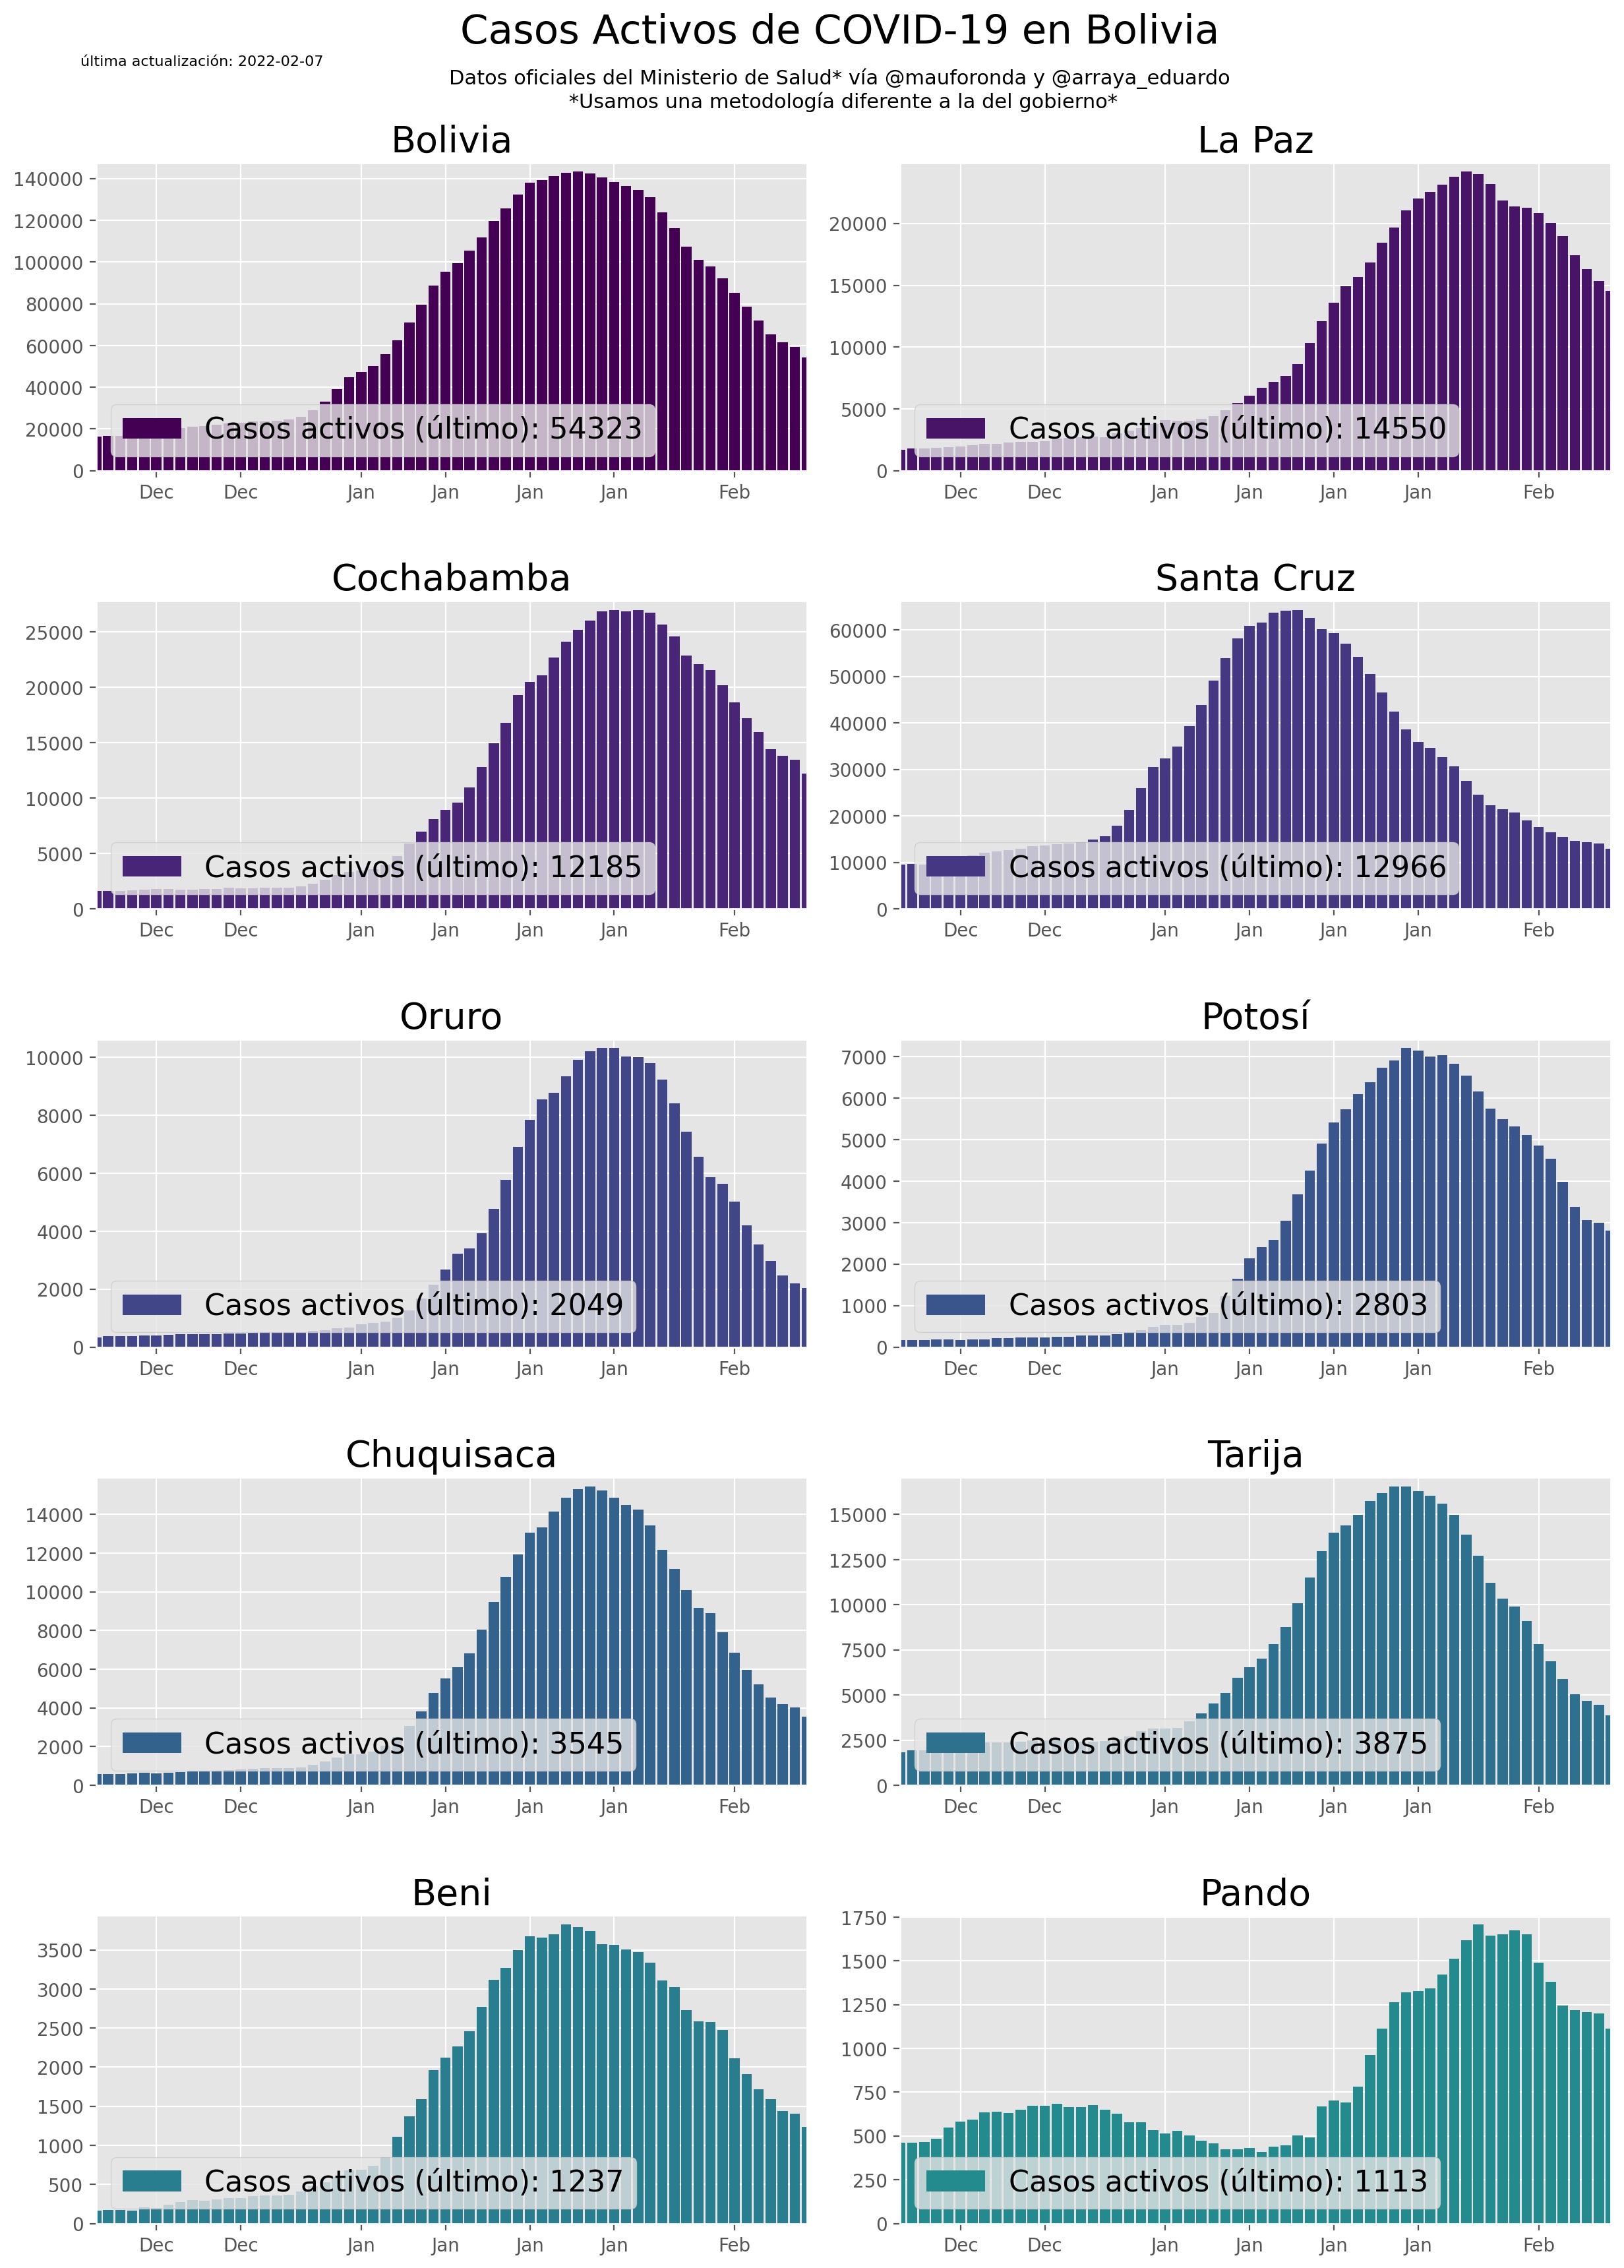 Casos Activos de COVID-19 en Bolivia
última actualización: 2022-02-07
Datos oficiales del Ministerio de Salud* vía @mauforonda y @arraya_eduardo
*Usamos una metodología diferente a la del gobierno*
Bolivia
140000
120000
100000
80000
60000
40000
20000
0
Casos activos (último): 54323
Dec Dec Jan Jan Jan Jan Feb
La Paz
20000
15000
10000
5000
0
Casos activos (último): 14550
Dec Dec Jan Jan Jan Jan Feb
Cochabamba
25000
20000
15000
10000
5000
0
Casos activos (último): 12185
Dec Dec Jan Jan Jan Jan Feb
Santa Cruz
60000
50000
40000
30000
20000
10000
0
Casos activos (último): 12966
Dec Dec Jan Jan Jan Jan Feb
Oruro
10000
8000
6000
4000
2000
0
Casos activos (último): 2049
Dec Dec Jan Jan Jan Jan Feb
Potosí
7000
6000
5000
4000
3000
2000
1000
0
Casos activos (último): 2803
Dec Dec Jan Jan Jan Jan Feb
Chuquisaca
14000
12000
10000
8000
6000
4000
2000
0
Casos activos (último): 3545
Dec Dec Jan Jan Jan Jan Feb
Tarija
15000
12500
10000
7500
5000
2500
0
Casos activos (último): 3875
Dec Dec Jan Jan Jan Jan Feb
Beni
3500
3000
2500
2000
1500
1000
500
0
Casos activos (último): 1237
Dec Dec Jan Jan Jan Jan Feb
Pando
1750
1500
1250
1000
750
500
250
0
Casos activos (último): 1113
Dec Dec Jan Jan Jan Jan Feb